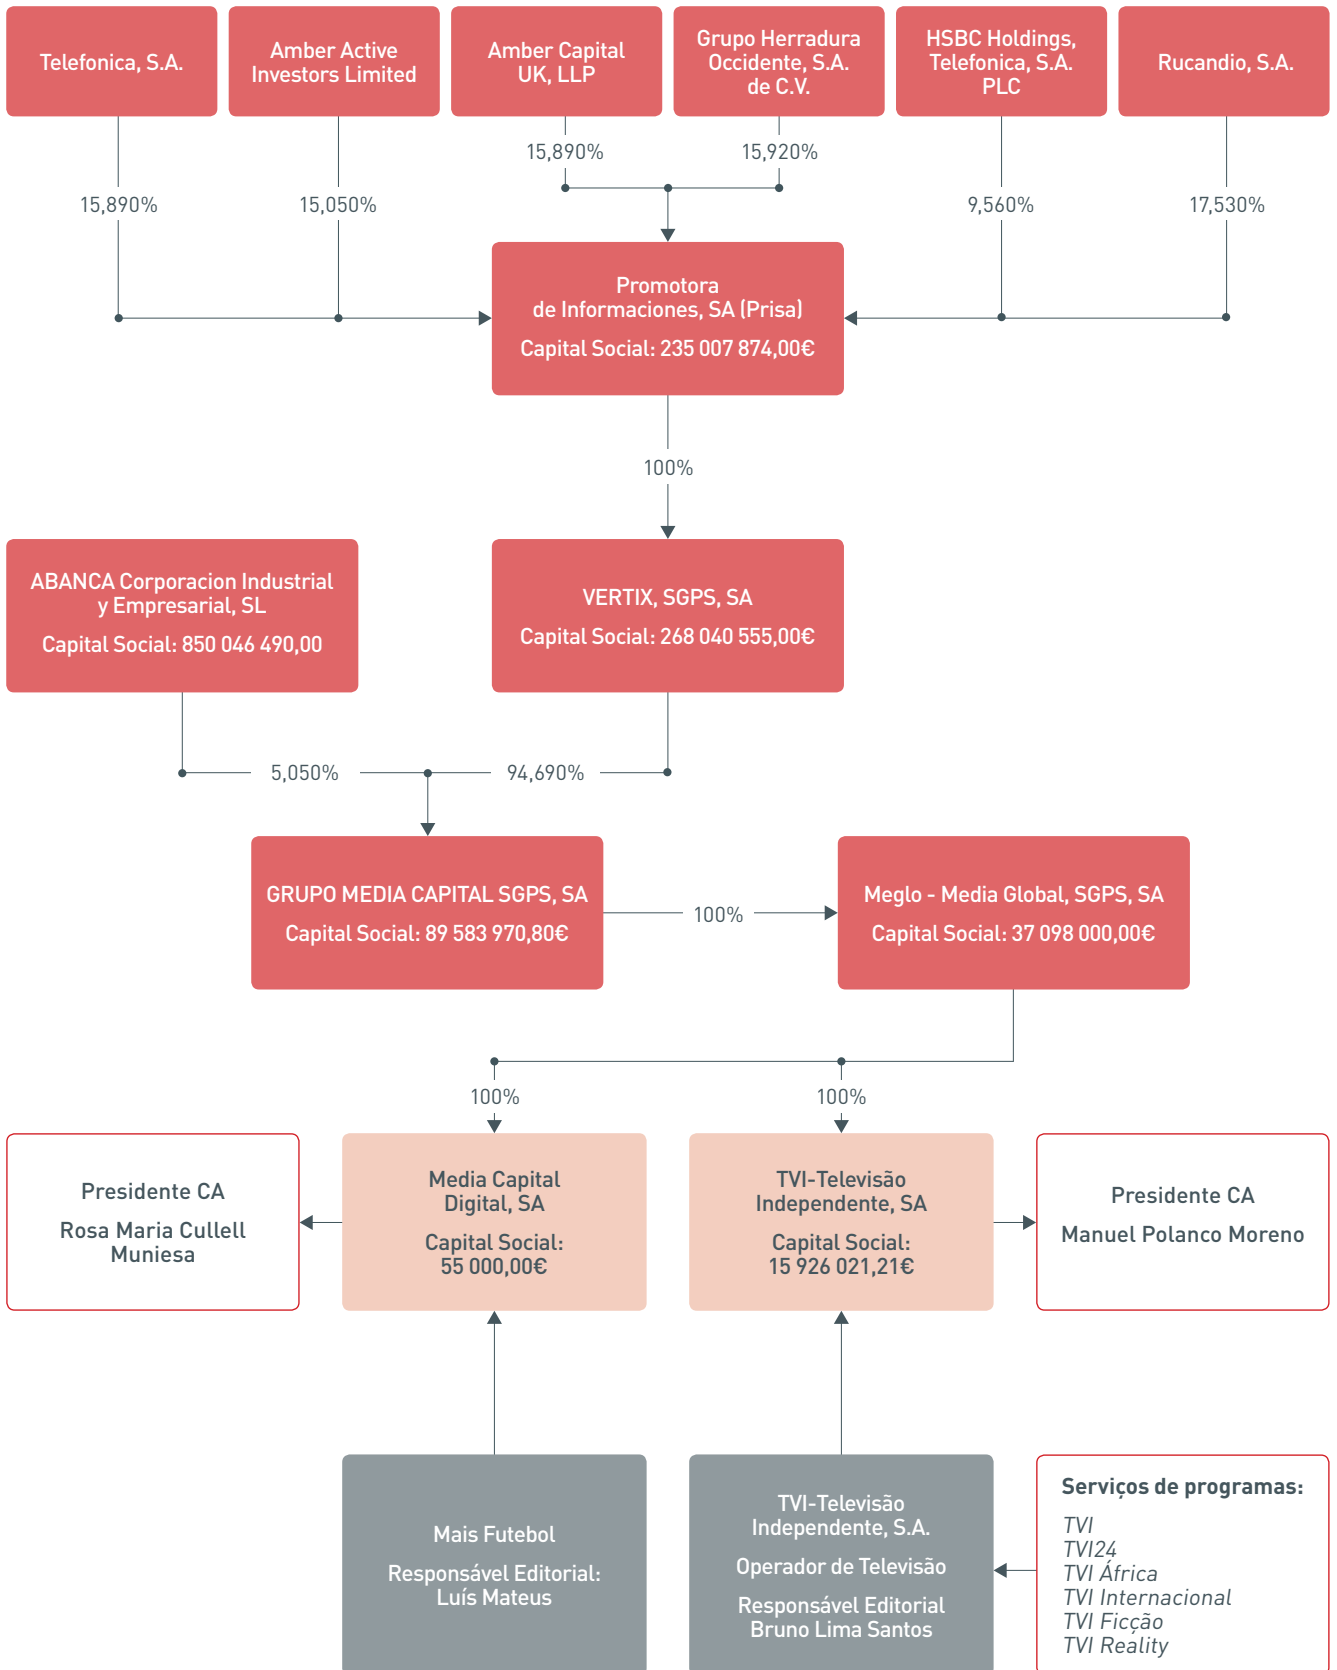 Telefonica, S.A.
Amber Active
Investors Limited
Amber Capital
UK, LLP
Grupo Herradura
Occidente, S.A.
de C.V.
HSBC Holdings,
Telefonica, S.A.
PLC
Rucandio, S.A.
15,890%
15,920%
15,890%
15,050%
9,560%
17,530%
Promotora
de Informaciones, SA (Prisa)
Capital Social: 235 007 874,00€
100%
ABANCA Corporacion Industrial
y Empresarial, SL
Capital Social: 850 046 490,00
VERTIX, SGPS, SA
Capital Social: 268 040 555,00€
5,050%
94,690%
GRUPO MEDIA CAPITAL SGPS, SA
Capital Social: 89 583 970,80€
100%
Meglo - Media Global, SGPS, SA
Capital Social: 37 098 000,00€
100%
100%
Presidente CA
Rosa Maria Cullell
Muniesa
Media Capital
Digital, SA
Capital Social:
55 000,00€
TVI-Televisão
Independente, SA
Capital Social:
15 926 021,21€
Presidente CA
Manuel Polanco Moreno
Mais Futebol
Responsável Editorial:
Luís Mateus
TVI-Televisão
Independente, S.A.
Operador de Televisão
Responsável Editorial
Bruno Lima Santos
Serviços de programas:
TVI
TVI24
TVI África
TVI Internacional
TVI Ficção
TVI Reality